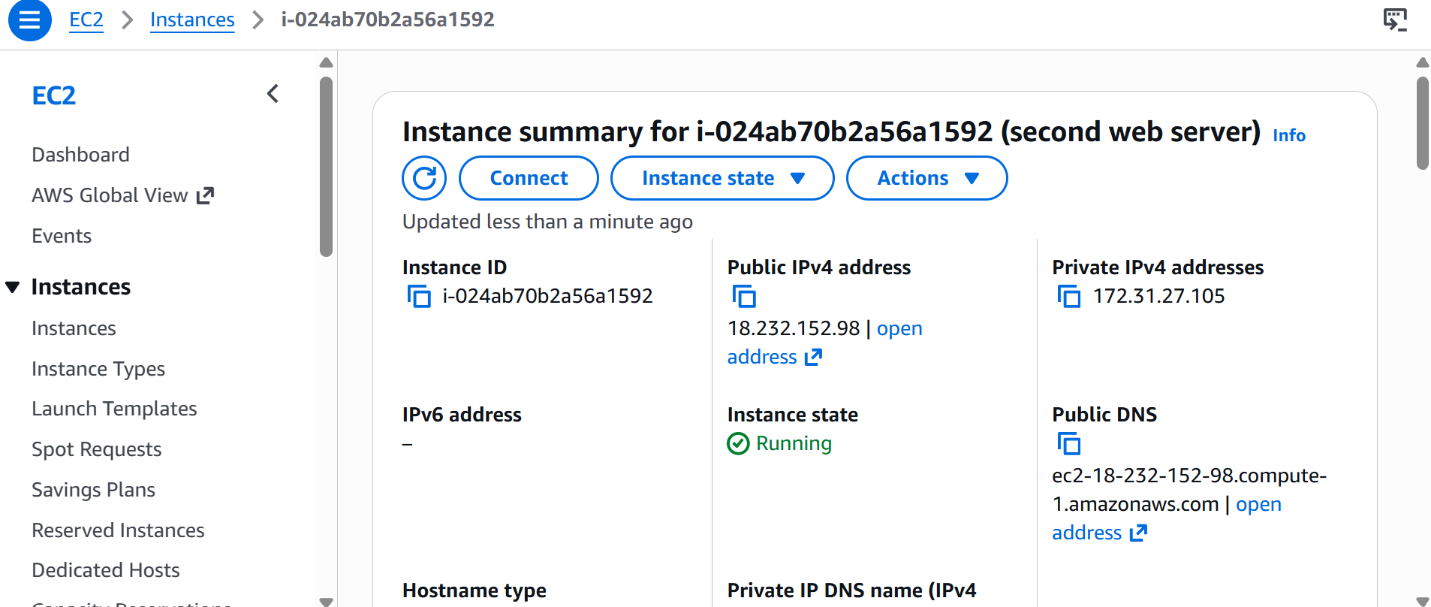 EC2 > Instances > i-024ab70b2a56a1592
EC2
Dashboard
AWS Global View
Events
Instances
Instances
Instance Types
Launch Templates
Spot Requests
Savings Plans
Reserved Instances
Dedicated Hosts
Capacity Reservations
Instance summary for i-024ab70b2a56a1592 (second web server) Info
Connect
Instance state
Actions
Updated less than a minute ago
Instance ID
i-024ab70b2a56a1592
Public IPv4 address
18.232.152.98 | open
address
Private IPv4 addresses
172.31.27.105
IPv6 address
–
Instance state
Running
Public DNS
ec2-18-232-152-98.compute-
1.amazonaws.com | open
address
Hostname type
Private IP DNS name (IPv4